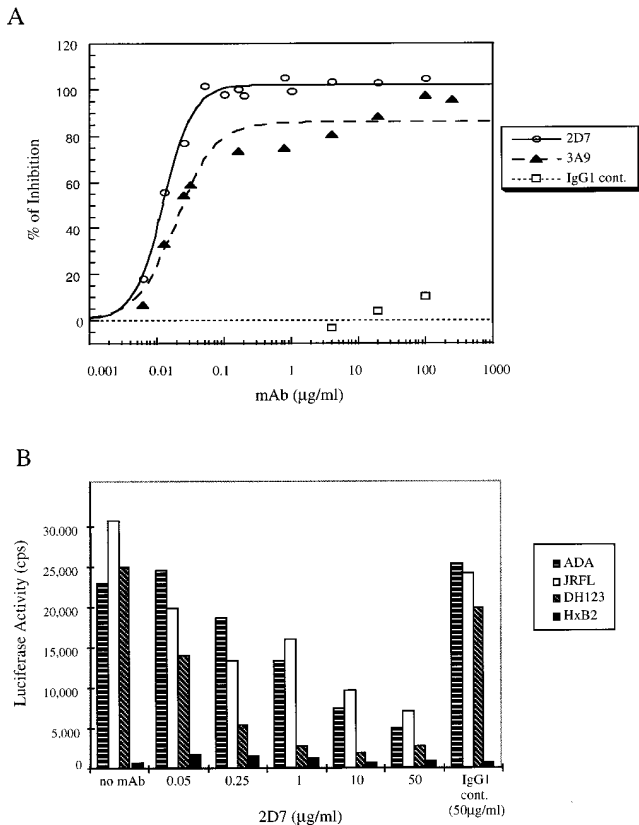 A
120
100
80
60
40
20
0
% of Inhibition
0.001 0.01 0.1 1 10 100 1000
mAb (μg/ml)
2D7
3A9
IgG1 cont.
B
30,000
25,000
20,000
15,000
10,000
5,000
0
Luciferase Activity (cps)
no mAb 0.05 0.25 1 10 50 IgG1
cont.
(50μg/ml)
2D7 (μg/ml)
ADA
JRFL
DH123
HxB2